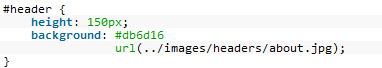 #header {
    height: 150px;
    background: #db6d16
                url(../images/headers/about.jpg);
}